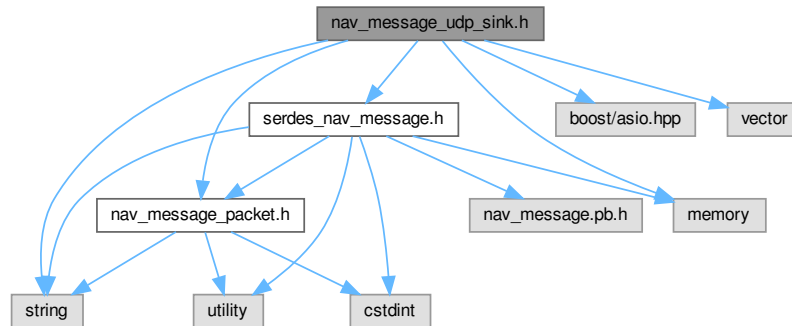 nav_message_udp_sink.h
serdes_nav_message.h
boost/asio.hpp
vector
nav_message_packet.h
nav_message.pb.h
memory
string
utility
cstdint